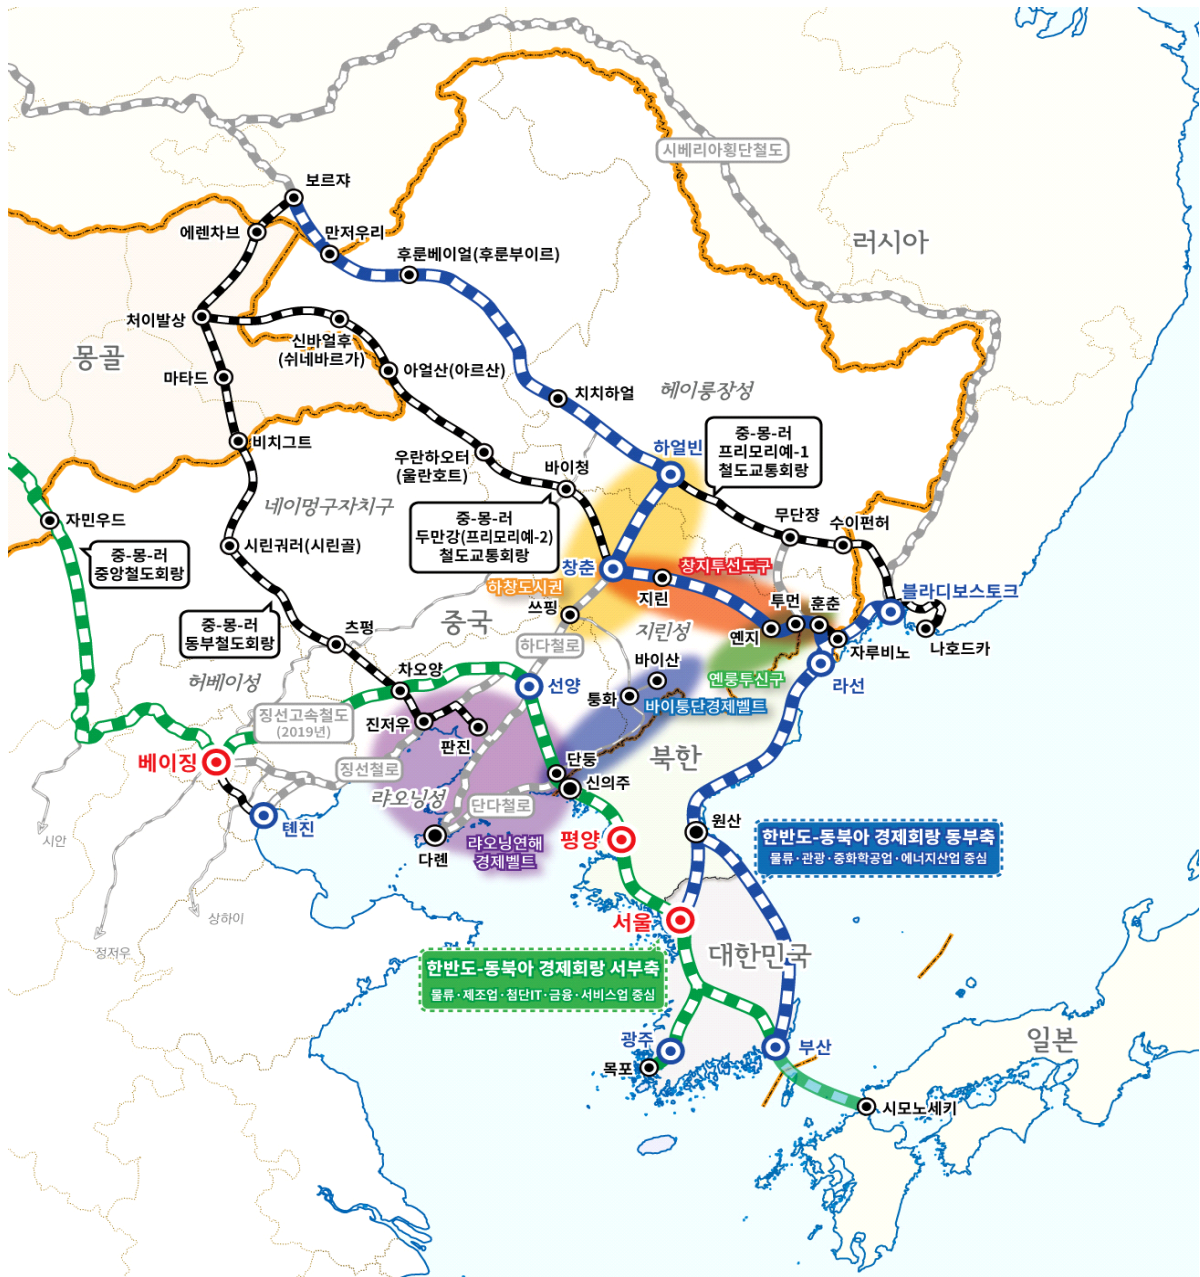 시베리아횡단철도
보르쟈
에렌차브
만저우리
러시아
후룬베이얼(후룬부이르)
처이발상
신바얼후
(쉬네바르가)
몽골
마타드
아얼산(아르산)
치치하얼
헤이룽장성
비치그트
우란하오터
(울란호트)
바이청
하얼빈
중-몽-러
프리모리예-1
철도교통회랑
네이멍구자치구
자민우드
중-몽-러
두만강(프리모리예-2)
철도교통회랑
무단쟝
수이펀허
시린궈러(시린골)
중-몽-러
중앙철도회랑
창춘
창지투선도구
하창도시권
지린
블라디보스토크
쓰핑
투먼
훈춘
중-몽-러
동부철도회랑
츠펑
중국
지린성
옌지
자루비노
나호드카
하다철로
바이산
허베이성
차오양
선양
옌룽투신구
라선
퉁화
바이퉁단경제벨트
징선고속철도
(2019년)
진저우
판진
북한
베이징
징선철로
단둥
신의주
랴오닝성
단다철로
톈진
다롄
랴오닝연해
경제벨트
평양
원산
한반도-동북아 경제회랑 동부축
물류·관광·중화학공업·에너지산업 중심
시안
상하이
정저우
서울
대한민국
한반도-동북아 경제회랑 서부축
물류·제조업·첨단IT·금융·서비스업 중심
광주
부산
일본
목포
시모노세키